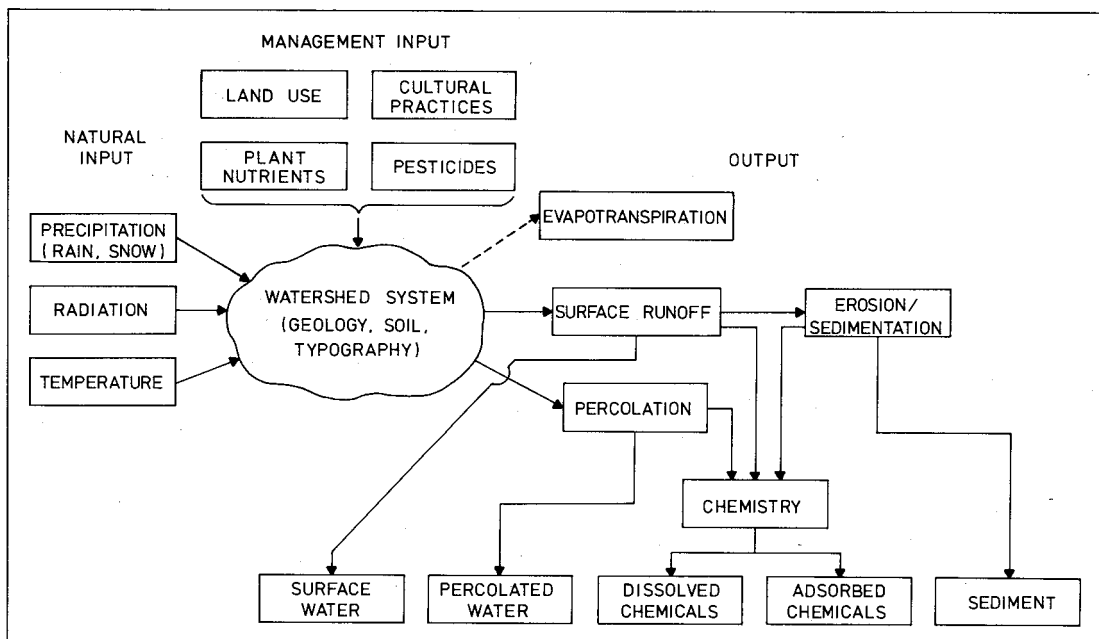 MANAGEMENT INPUT
LAND USE
CULTURAL
PRACTICES
NATURAL
INPUT
PLANT
NUTRIENTS
PESTICIDES
OUTPUT
EVAPOTRANSPIRATION
PRECIPITATION
(RAIN, SNOW)
RADIATION
TEMPERATURE
WATERSHED SYSTEM
(GEOLOGY, SOIL,
TYPOGRAPHY)
SURFACE RUNOFF
EROSION/
SEDIMENTATION
PERCOLATION
CHEMISTRY
SURFACE
WATER
PERCOLATED
WATER
DISSOLVED
CHEMICALS
ADSORBED
CHEMICALS
SEDIMENT